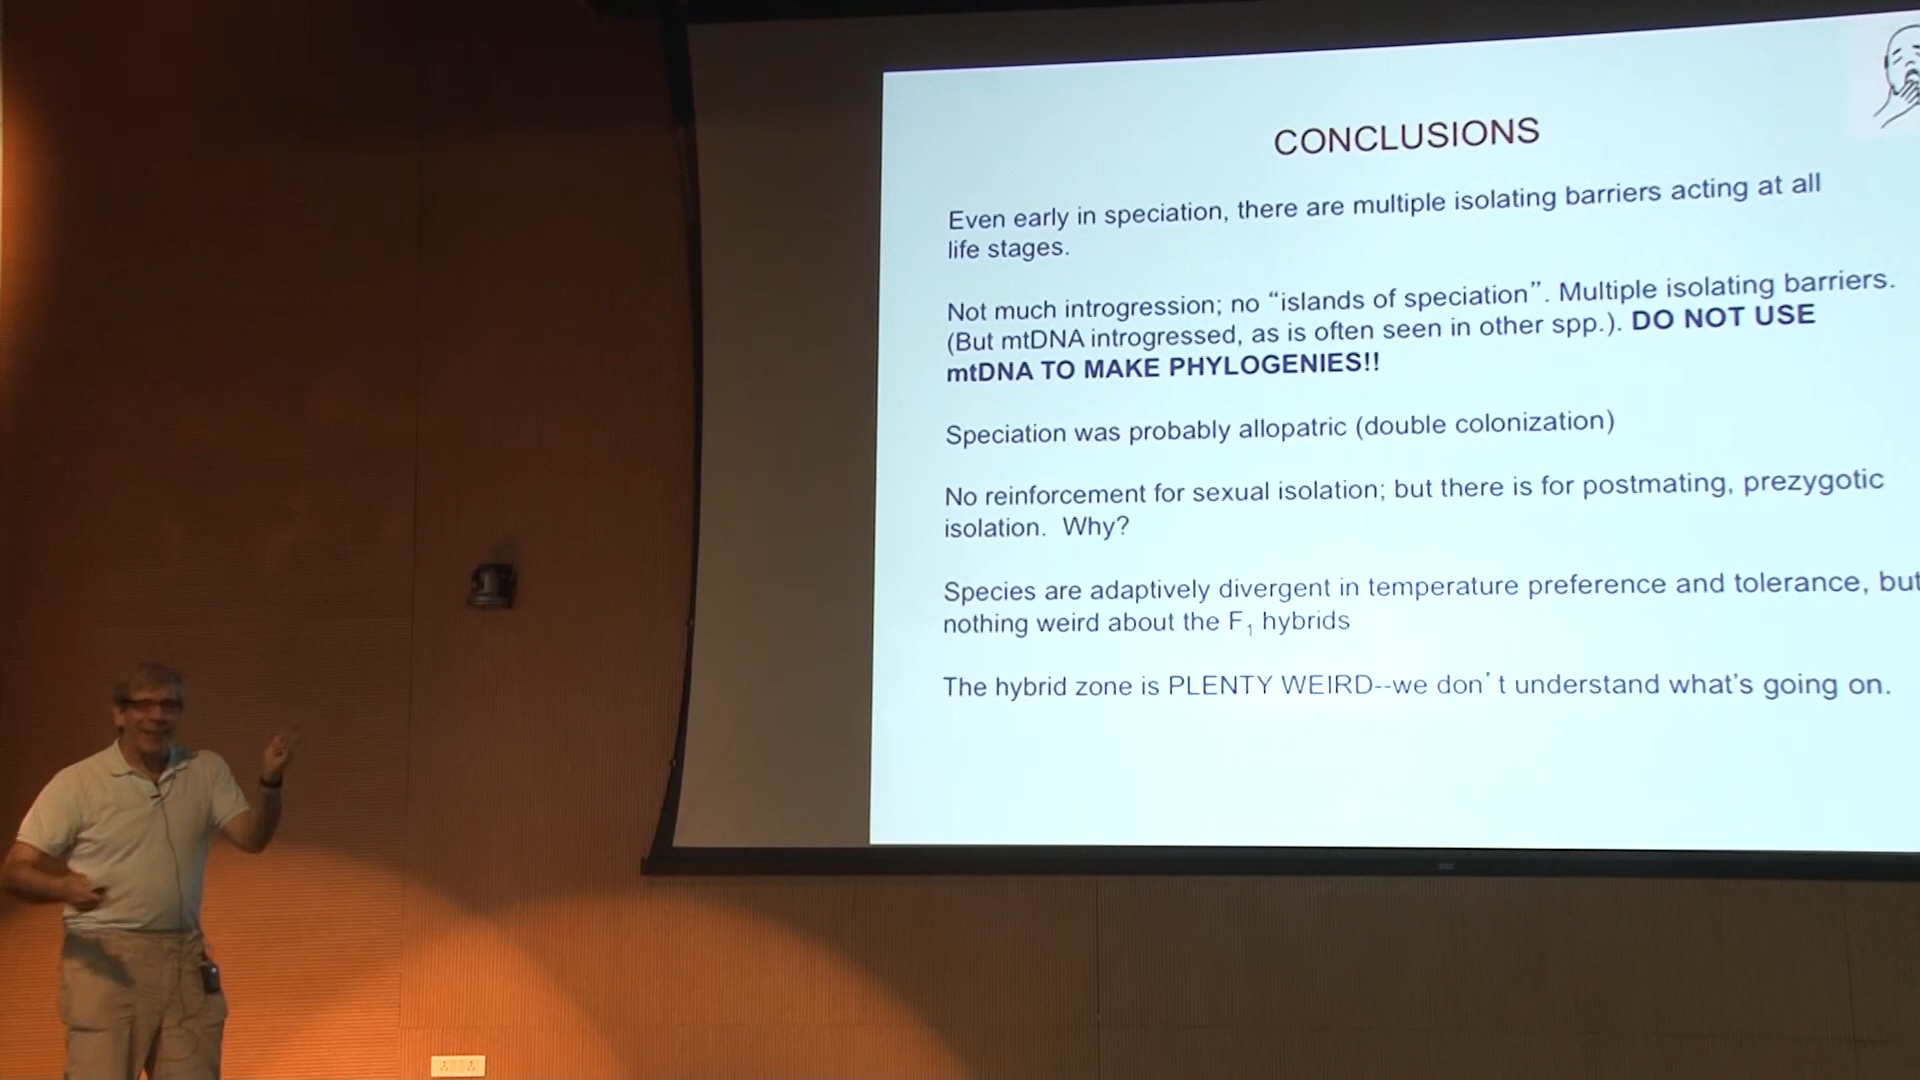 CONCLUSIONS
Even early in speciation, there are multiple isolating barriers acting at all
life stages.
Not much introgression; no “islands of speciation”. Multiple isolating barriers.
(But mtDNA introgressed, as is often seen in other spp.). DO NOT USE
mtDNA TO MAKE PHYLOGENIES!!
Speciation was probably allopatric (double colonization)
No reinforcement for sexual isolation; but there is for postmating, prezygotic
isolation.  Why?
Species are adaptively divergent in temperature preference and tolerance, but
nothing weird about the F1 hybrids
The hybrid zone is PLENTY WEIRD--we don’t understand what’s going on.